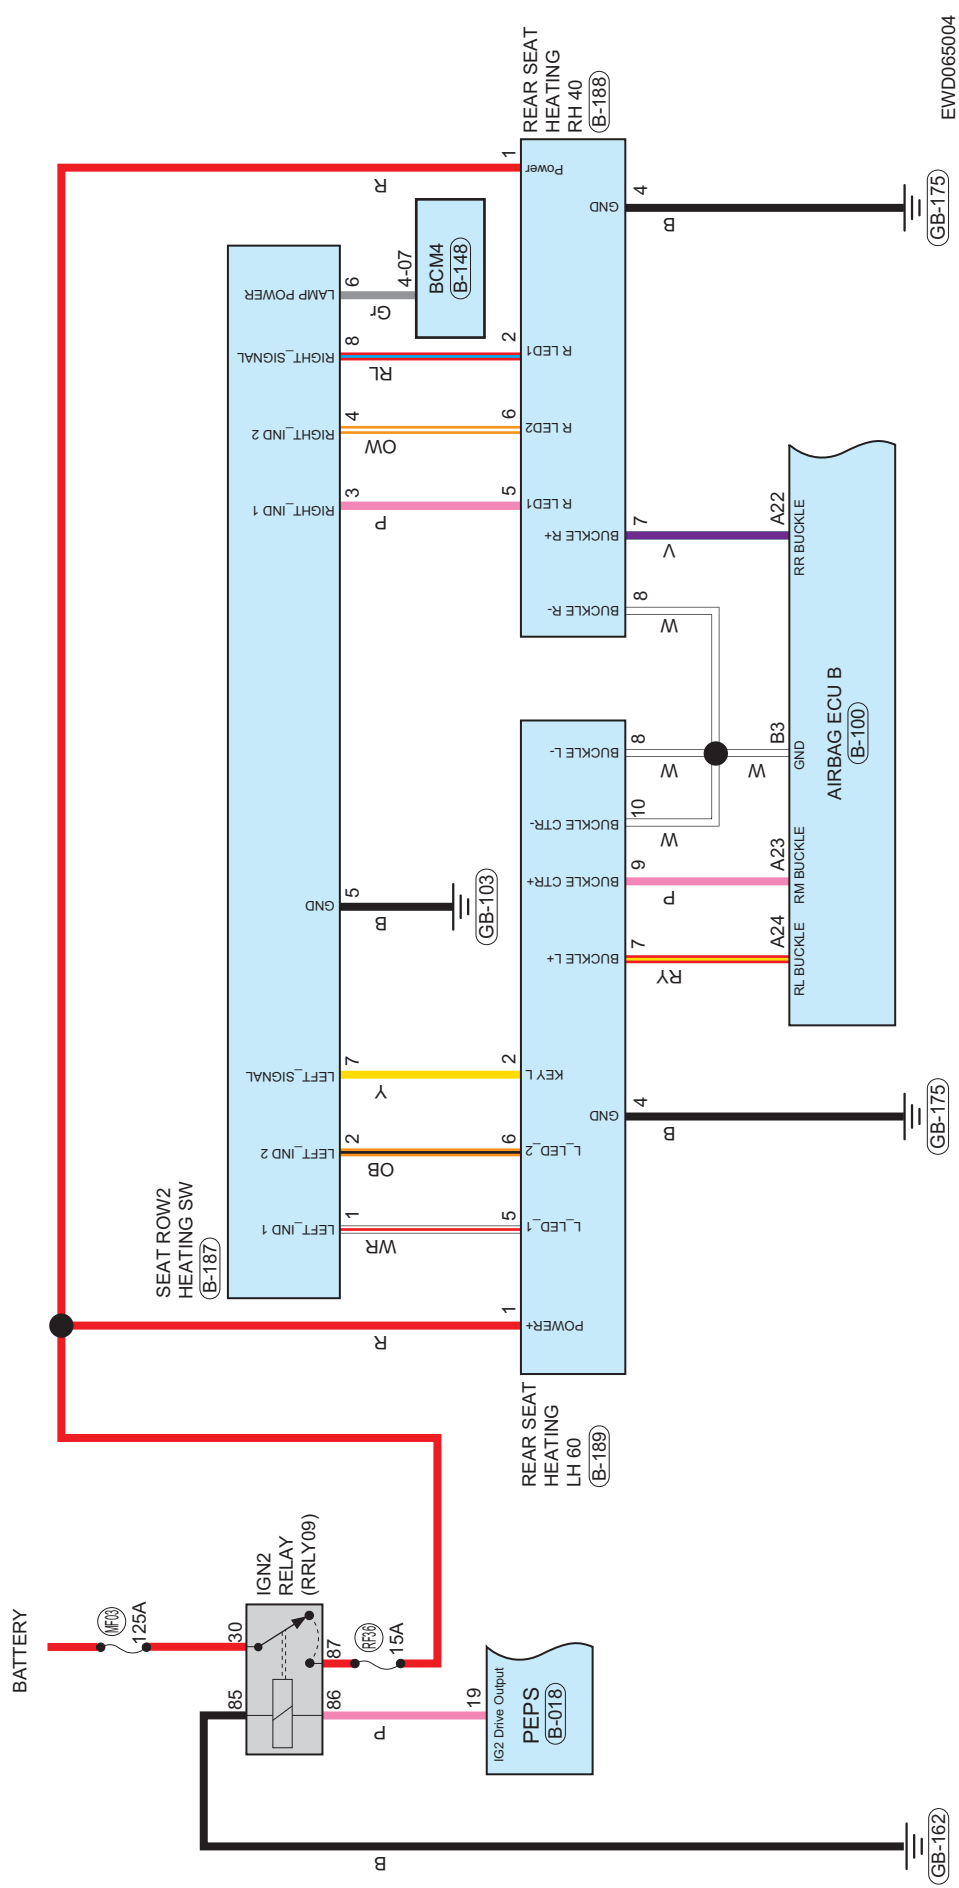 BATTERY
MF03
125A
30
85
IGN2
RELAY
(RRLY09)
87
86
RF36
15A
P
19
IG2 Drive Output
PEPS
B-018
B
GB-162
SEAT ROW2
HEATING SW
B-187
LEFT_IND 1
LEFT_IND 2
LEFT_SIGNAL
GND
RIGHT_IND 1
RIGHT_IND 2
RIGHT_SIGNAL
LAMP POWER
1
2
7
5
3
4
8
6
R
WR
OB
Y
B
P
OW
RL
Gr
R
GB-103
4-07
BCM4
B-148
1
5
6
2
5
6
2
1
REAR SEAT
HEATING
LH 60
B-189
POWER+
L_LED_1
L_LED_2
KEY L
GND
BUCKLE L+
BUCKLE CTR+
BUCKLE CTR-
BUCKLE L-
REAR SEAT
HEATING
RH 40
B-188
R LED1
R LED2
R LED1
Power
BUCKLE R-
BUCKLE R+
GND
4
7
9
10
8
8
7
4
B
RY
P
W
W
W
W
V
B
A24
A23
B3
A22
RL BUCKLE
RM BUCKLE
GND
RR BUCKLE
AIRBAG ECU B
B-100
GB-175
GB-175
EWD065004